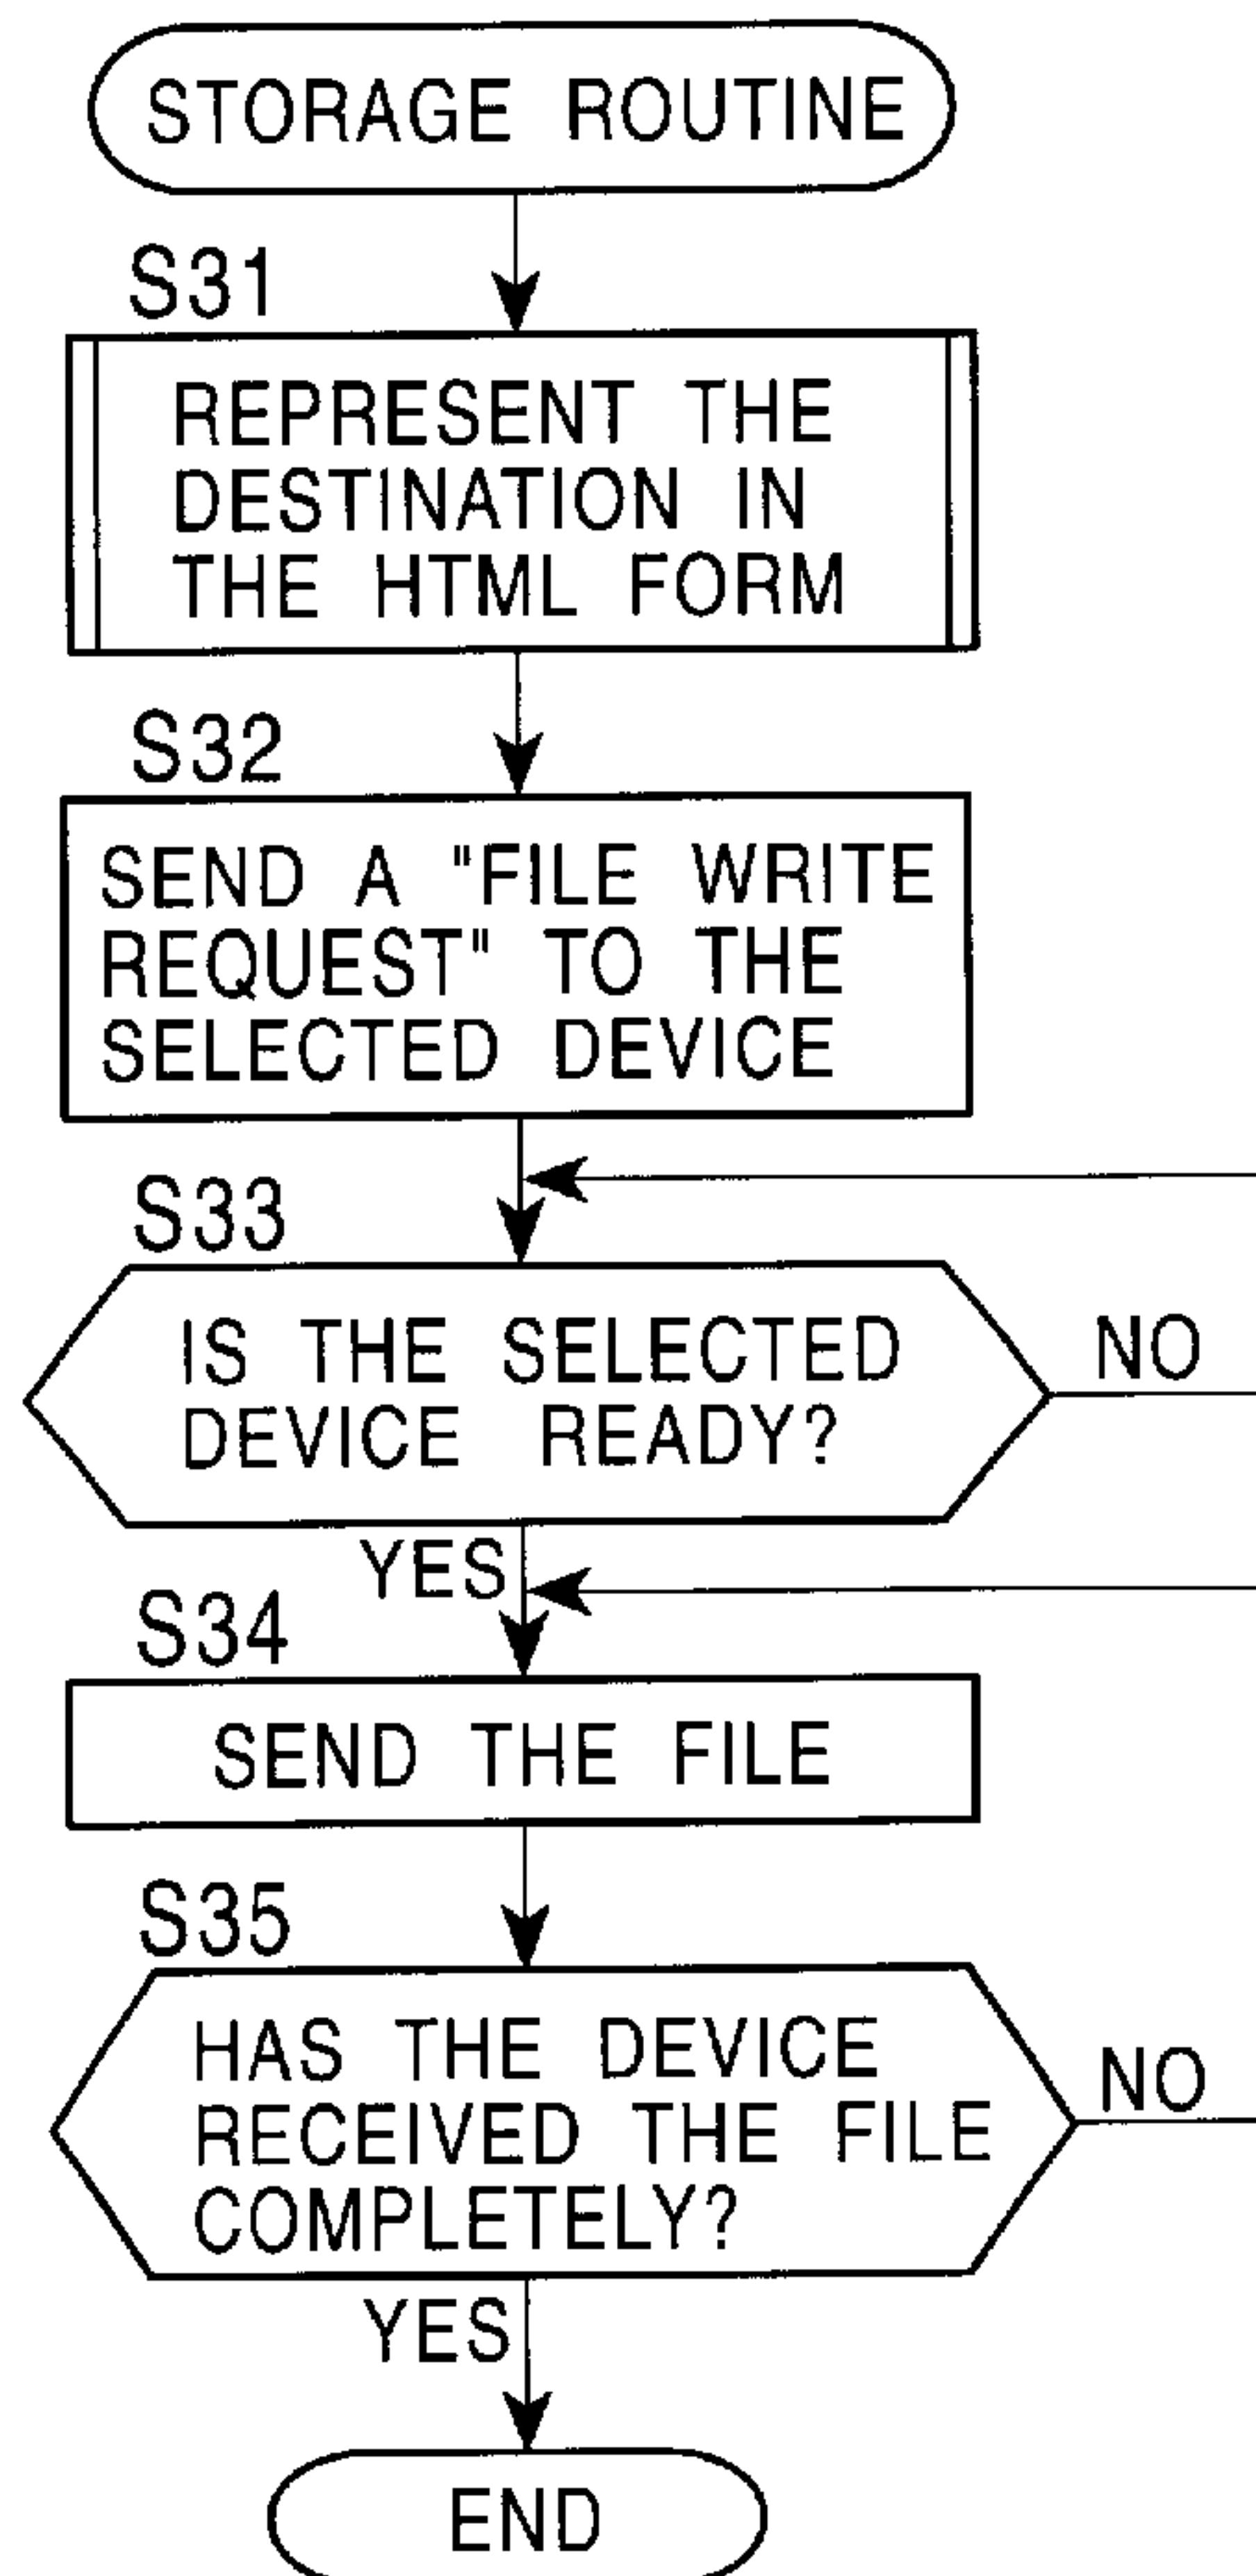 STORAGE ROUTINE
S31
REPRESENT THE
DESTINATION IN
THE HTML FORM
S32
SEND A "FILE WRITE
REQUEST" TO THE
SELECTED DEVICE
S33
IS THE SELECTED
DEVICE READY?
NO
YES
S34
SEND THE FILE
S35
HAS THE DEVICE
RECEIVED THE FILE
COMPLETELY?
NO
YES
END